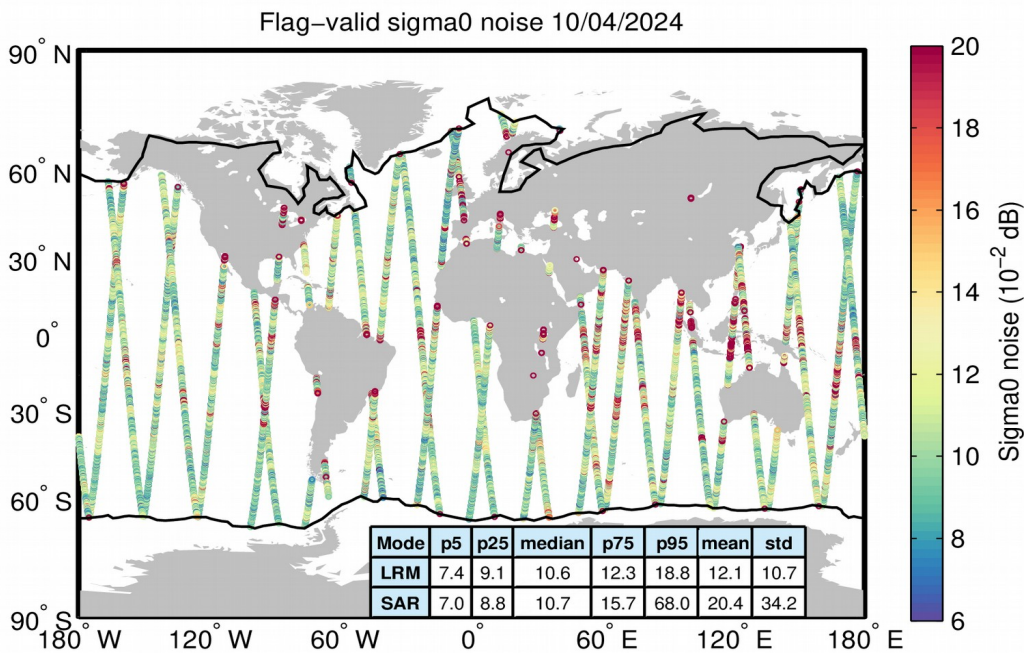 Flag−valid sigma0 noise 10/04/2024
90° N
60° N
30° N
0°
30° S
60° S
90° S
180° W
120° W
60° W
0°
60° E
120° E
180° E
20
18
16
14
12
10
8
6
Sigma0 noise (10⁻² dB)
Mode p5 p25 median p75 p95 mean std
LRM 7.4 9.1 10.6 12.3 18.8 12.1 10.7
SAR 7.0 8.8 10.7 15.7 68.0 20.4 34.2